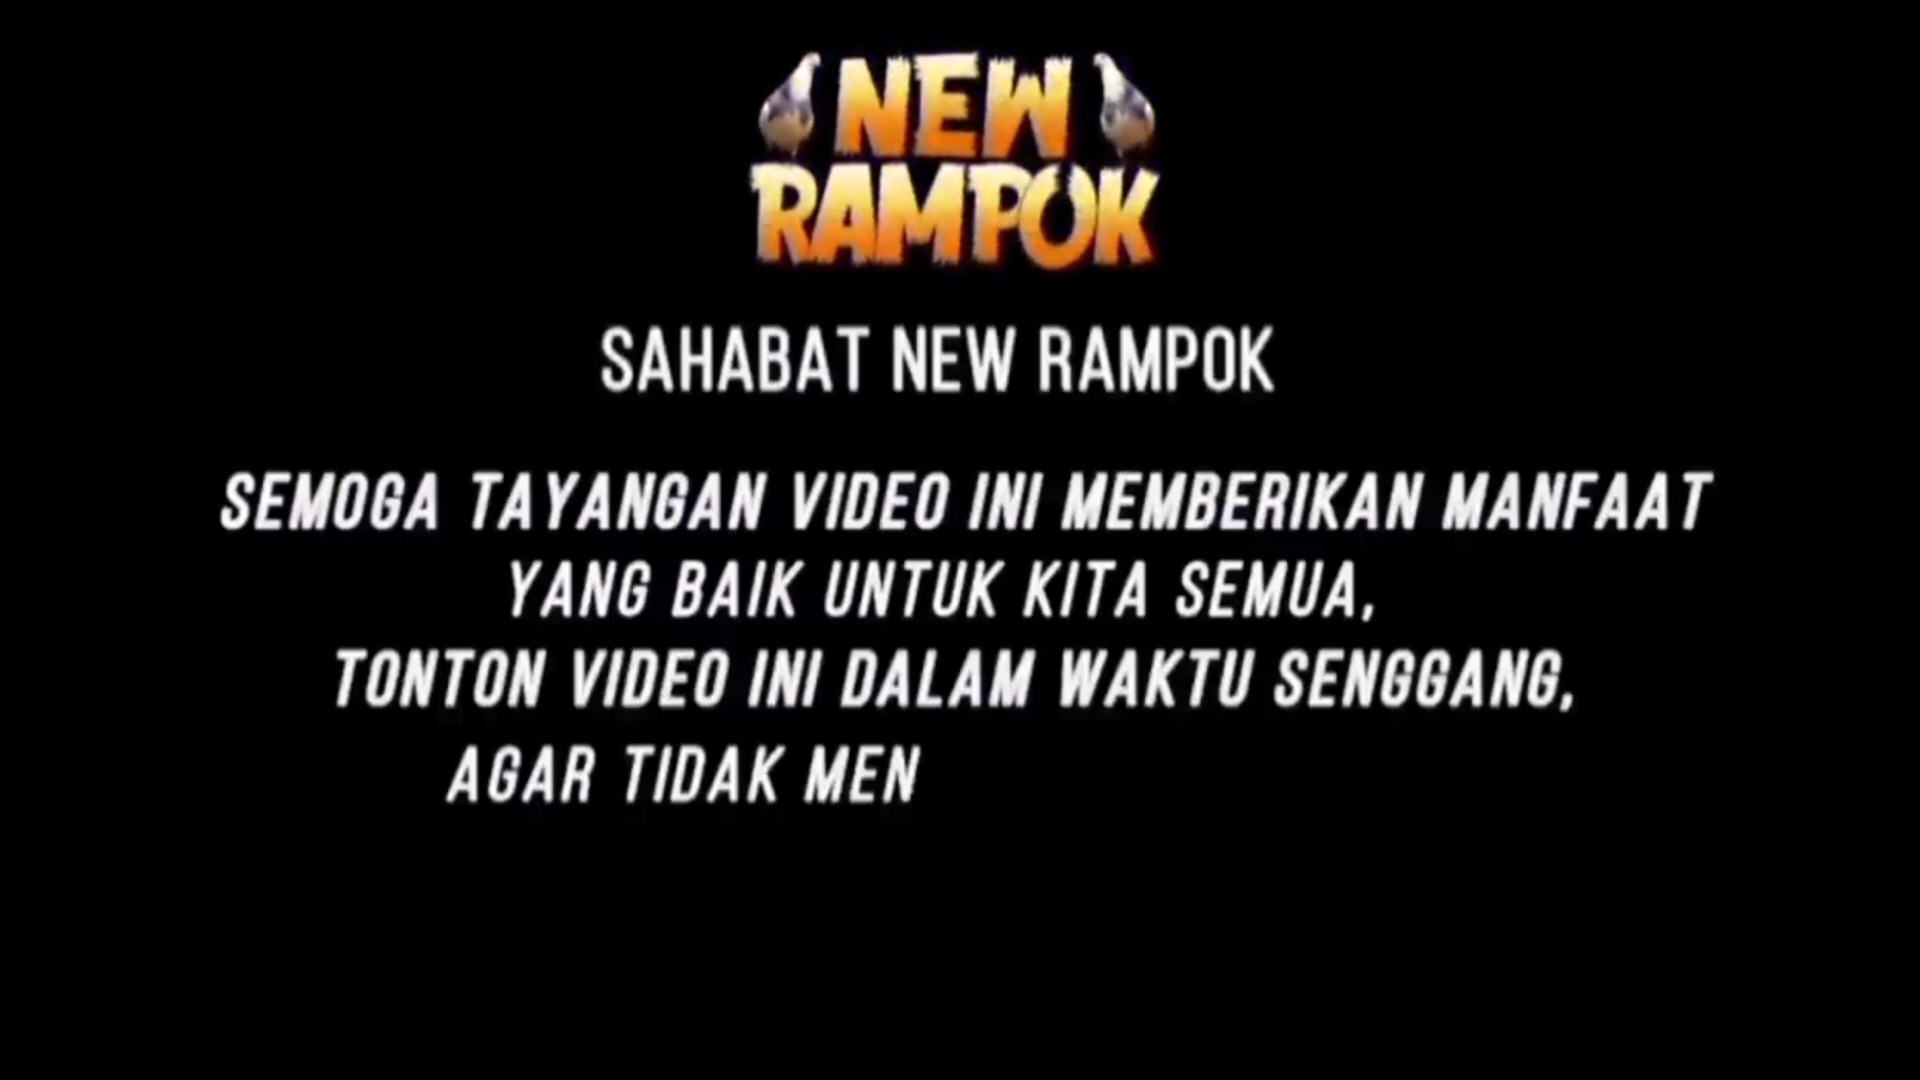 NEW
RAMPOK
SAHABAT NEW RAMPOK
SEMOGA TAYANGAN VIDEO INI MEMBERIKAN MANFAAT
YANG BAIK UNTUK KITA SEMUA,
TONTON VIDEO INI DALAM WAKTU SENGGANG,
AGAR TIDAK MEN